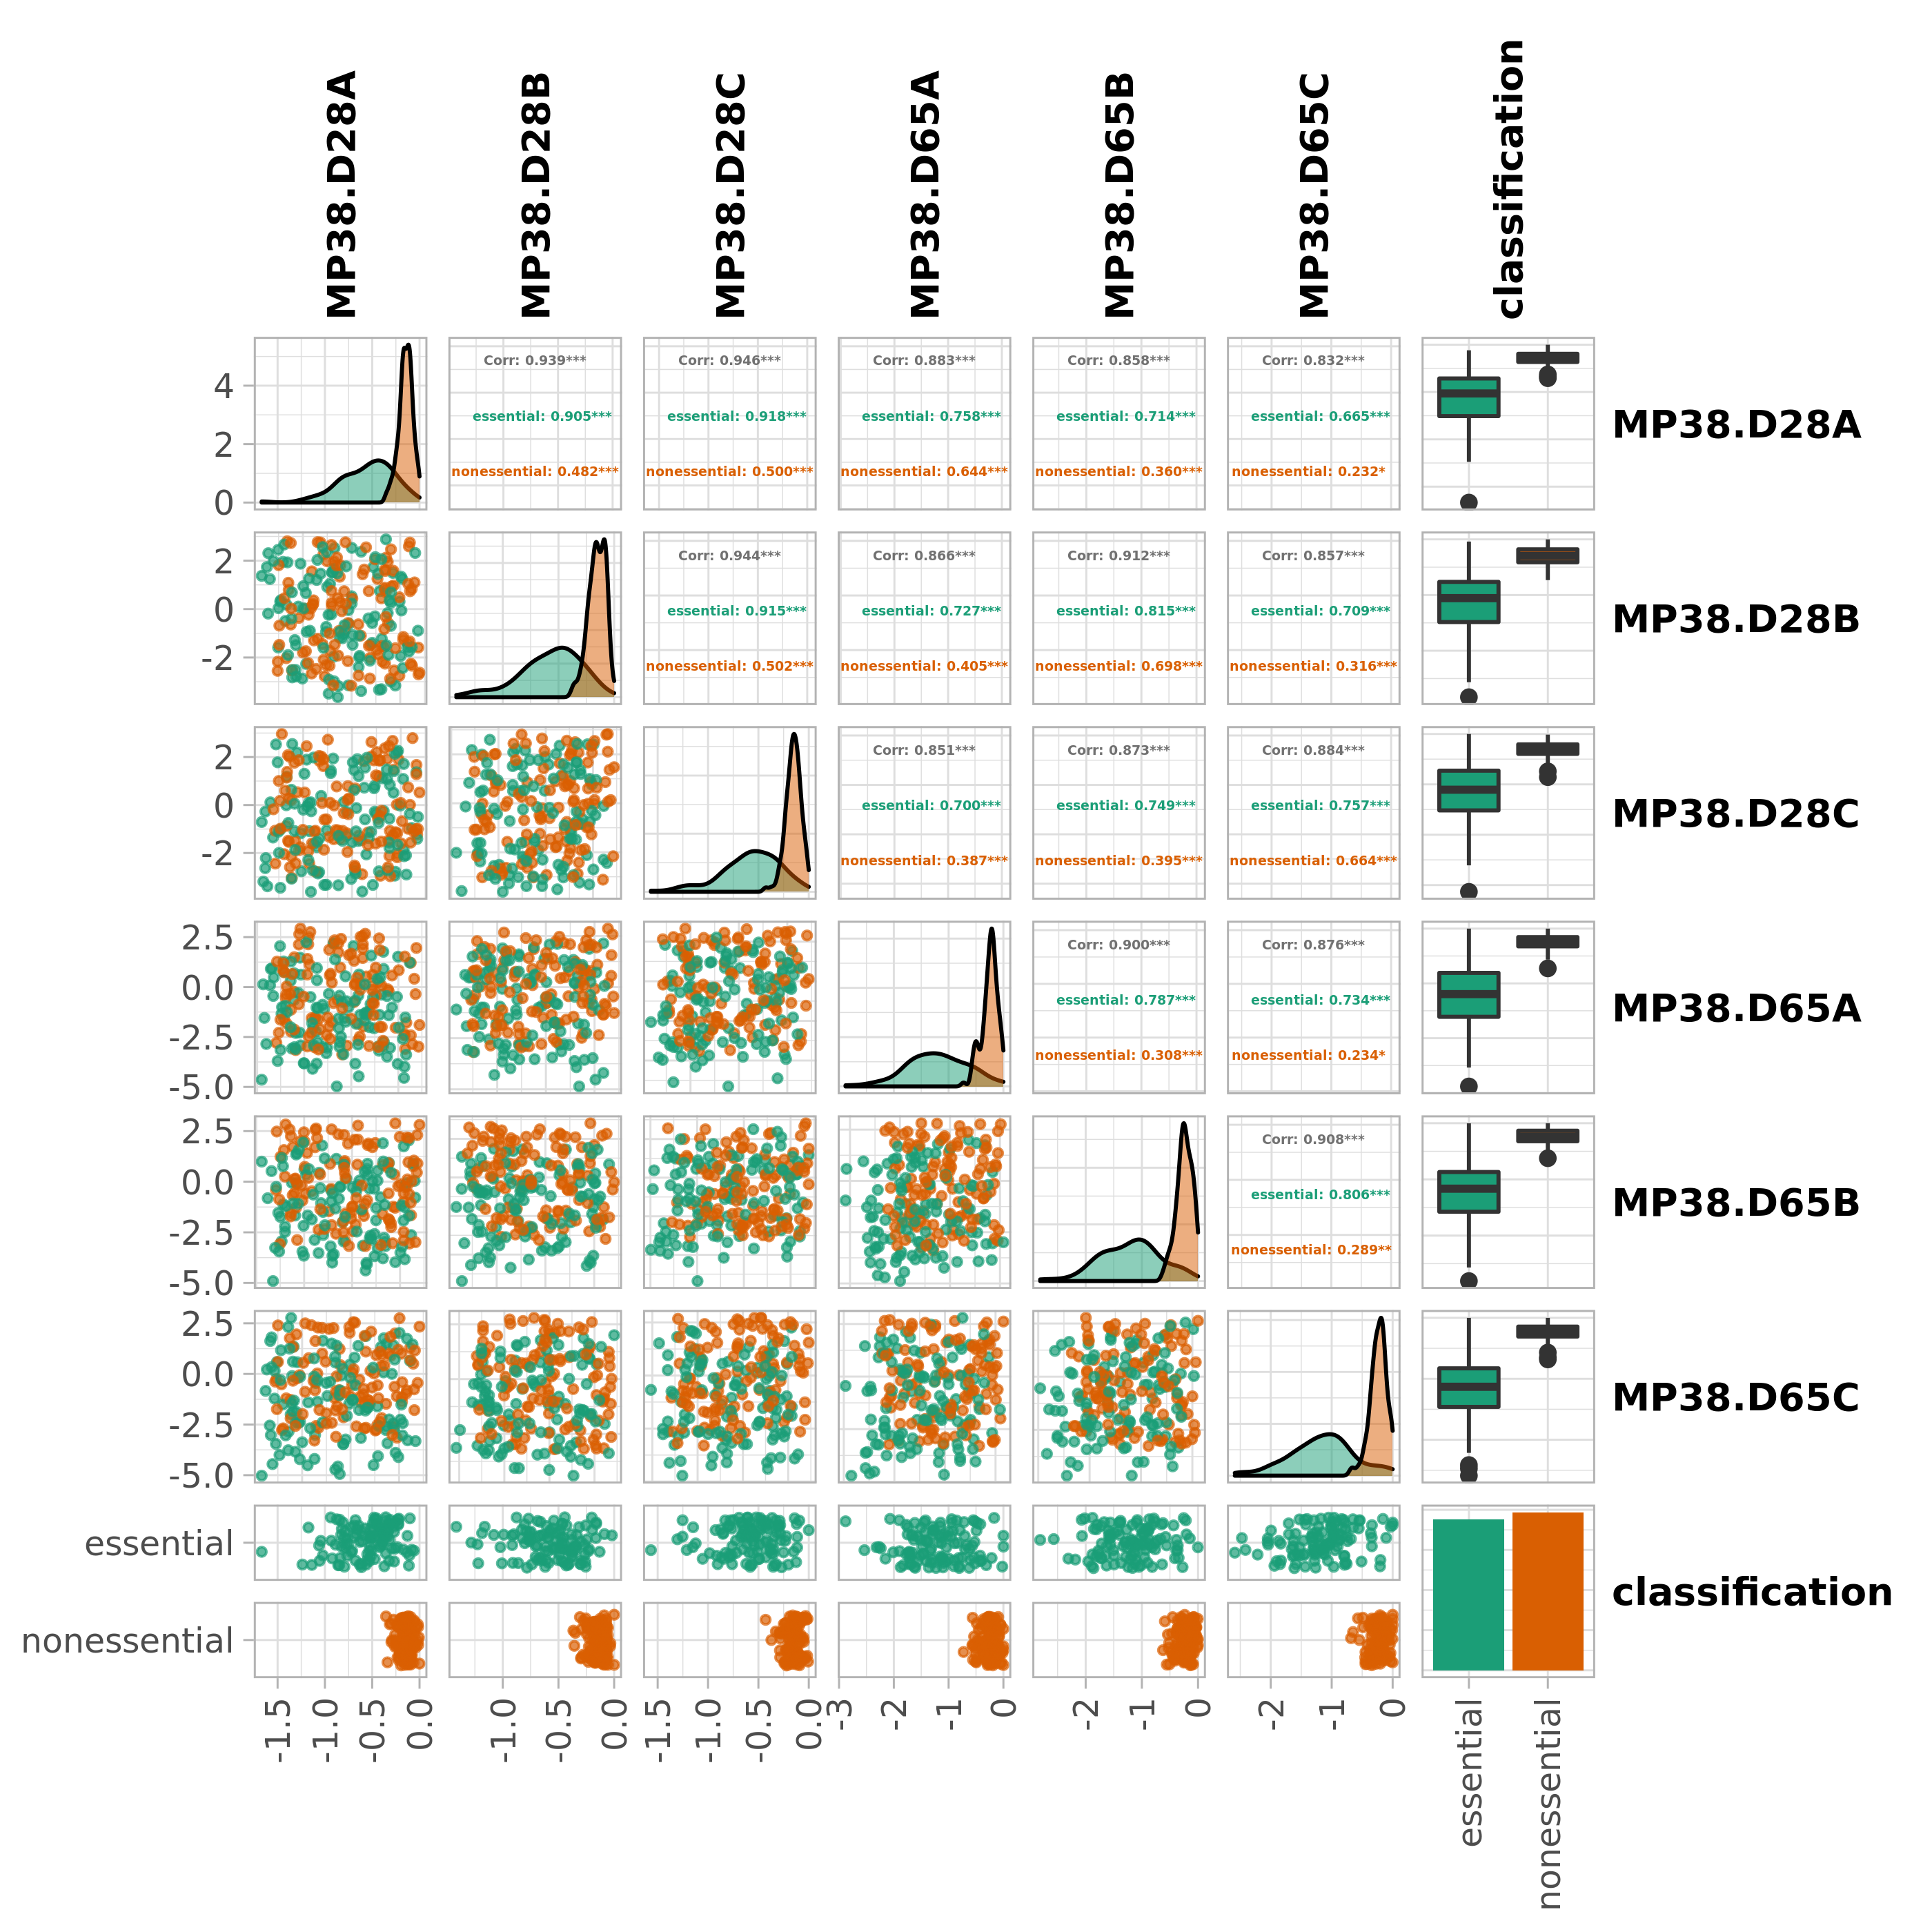 MP38.D28A
MP38.D28B
MP38.D28C
MP38.D65A
MP38.D65B
MP38.D65C
classification
4
2
0
Corr: 0.939***
essential: 0.905***
nonessential: 0.482***
Corr: 0.946***
essential: 0.918***
nonessential: 0.500***
Corr: 0.883***
essential: 0.758***
nonessential: 0.644***
Corr: 0.858***
essential: 0.714***
nonessential: 0.360***
Corr: 0.832***
essential: 0.665***
nonessential: 0.232*
MP38.D28A
2
0
-2
Corr: 0.944***
essential: 0.915***
nonessential: 0.502***
Corr: 0.866***
essential: 0.727***
nonessential: 0.405***
Corr: 0.912***
essential: 0.815***
nonessential: 0.698***
Corr: 0.857***
essential: 0.709***
nonessential: 0.316***
MP38.D28B
2
0
-2
Corr: 0.851***
essential: 0.700***
nonessential: 0.387***
Corr: 0.873***
essential: 0.749***
nonessential: 0.395***
Corr: 0.884***
essential: 0.757***
nonessential: 0.664***
MP38.D28C
2.5
0.0
-2.5
-5.0
Corr: 0.900***
essential: 0.787***
nonessential: 0.308***
Corr: 0.876***
essential: 0.734***
nonessential: 0.234*
MP38.D65A
2.5
0.0
-2.5
-5.0
Corr: 0.908***
essential: 0.806***
nonessential: 0.289**
MP38.D65B
2.5
0.0
-2.5
-5.0
MP38.D65C
essential
nonessential
classification
-1.5
-1.0
-0.5
0.0
-1.0
-0.5
0.0
-1.5
-1.0
-0.5
0.0
-3
-2
-1
0
-2
-1
0
-2
-1
0
essential
nonessential